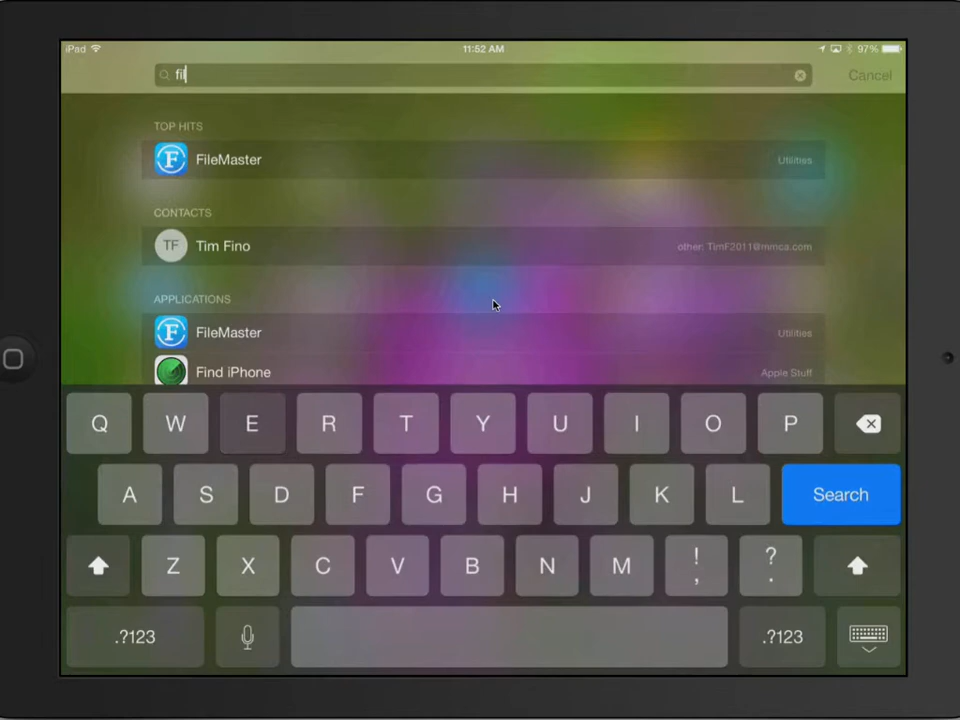 iPad 11:52 AM 97%
fil Cancel
TOP HITS
F FileMaster Utilities
CONTACTS
TF Tim Fino other: TimF2011@mmca.com
APPLICATIONS
F FileMaster Utilities
Find iPhone Apple Stuff
Q W E R T Y U I O P
A S D F G H J K L Search
Z X C V B N M ! , ? .
.?123 .?123